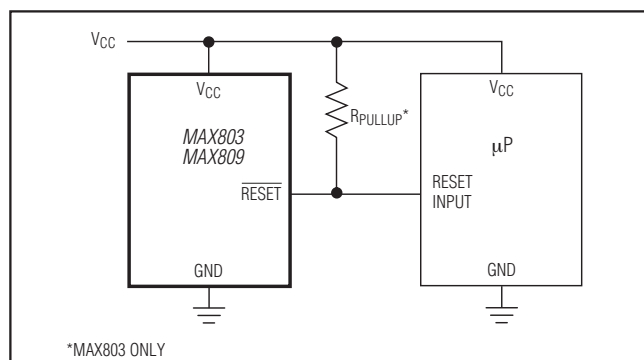 VCC
VCC
MAX803
MAX809
RESET
GND
RPULLUP*
VCC
μP
RESET
INPUT
GND
*MAX803 ONLY